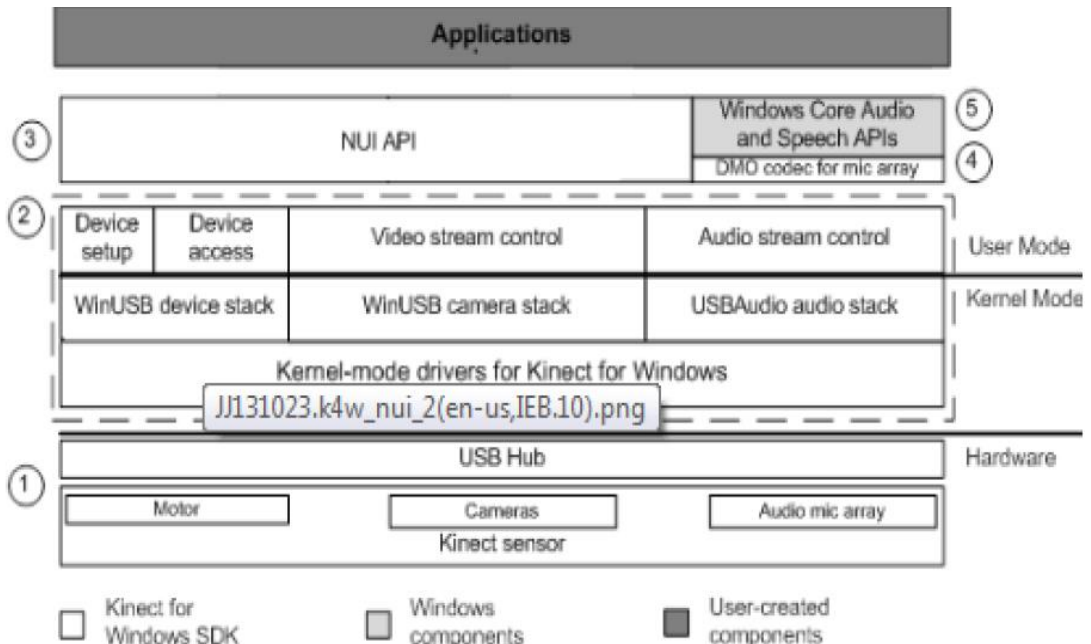 Applications
3
NUI API
Windows Core Audio
and Speech APIs
5
DMO codec for mic array
4
2
Device
setup
Device
access
Video stream control
Audio stream control
User Mode
WinUSB device stack
WinUSB camera stack
USBAudio audio stack
Kernel Mode
Kernel-mode drivers for Kinect for Windows
JJ131023.k4w_nui_2(en-us,IEB.10).png
USB Hub
Hardware
1
Motor
Cameras
Audio mic array
Kinect sensor
Kinect for
Windows SDK
Windows
components
User-created
components